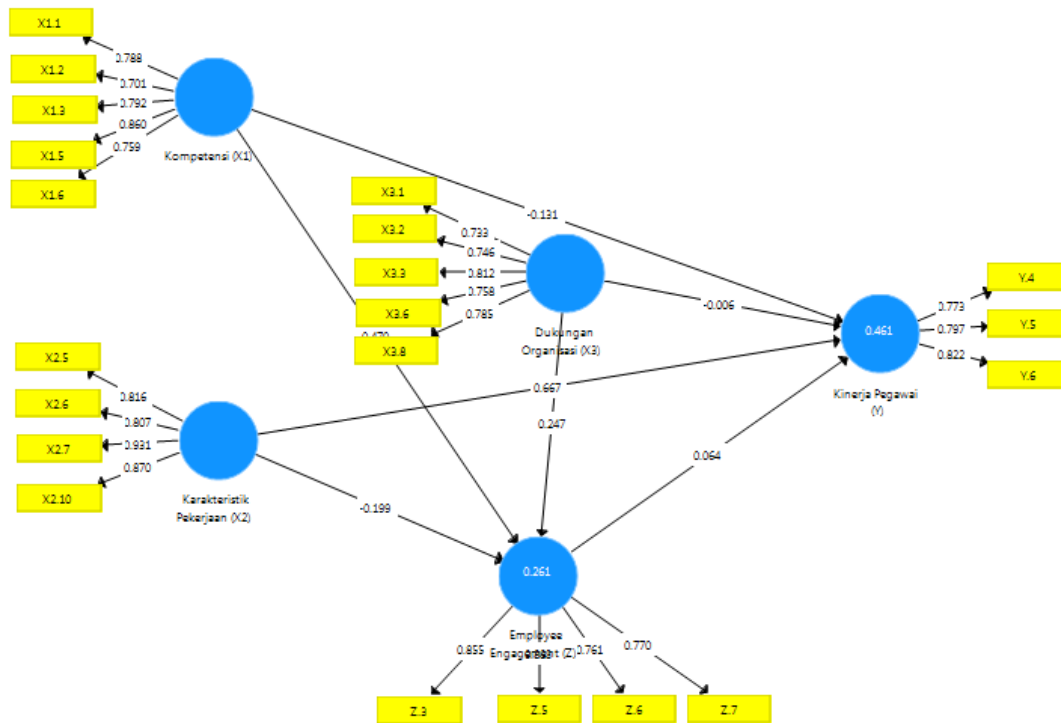 X1.1
X1.2
X1.3
X1.5
X1.6
0.788
0.701
0.792
0.860
0.759
Kompetensi (X1)
X3.1
X3.2
X3.3
X3.6
X3.8
0.733
0.746
0.812
0.758
0.785
Dukungan
Organisasi (X3)
-0.131
-0.006
0.667
0.247
0.064
-0.199
X2.5
X2.6
X2.7
X2.10
0.816
0.807
0.931
0.870
Karakteristik
Pekerjaan (X2)
0.461
Kinerja Pegawai
(Y)
0.773
0.797
0.822
Y.4
Y.5
Y.6
0.261
Employee
Engagement (Z)
0.855
0.761
0.770
Z.3
Z.5
Z.6
Z.7